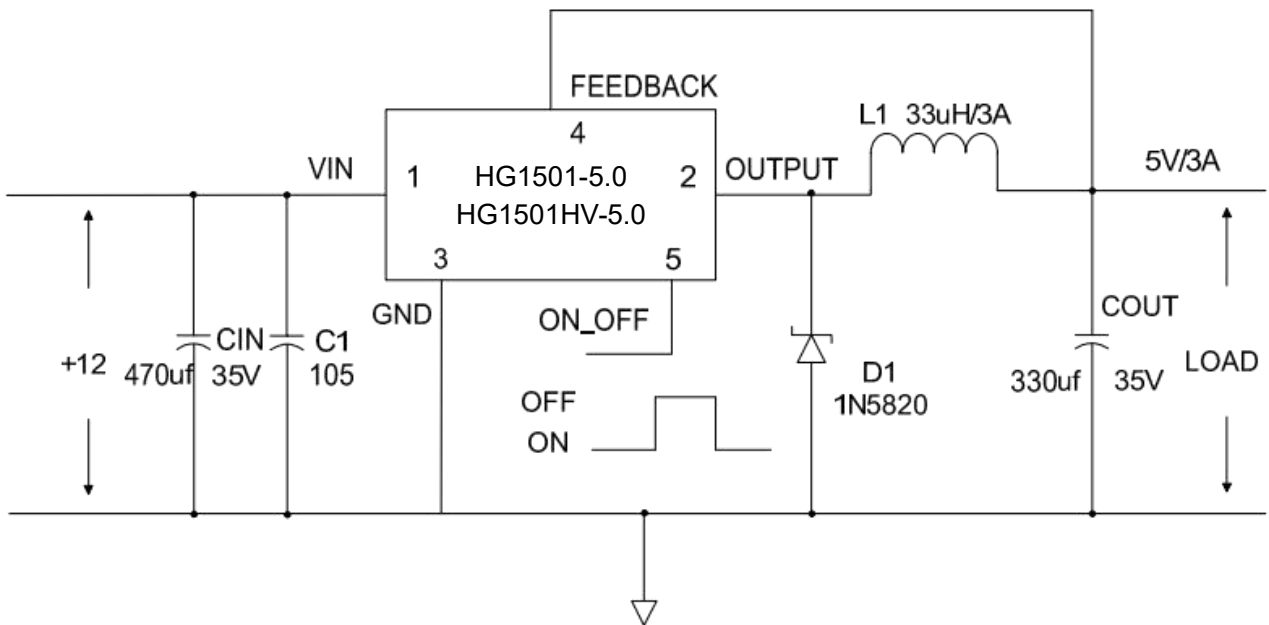 FEEDBACK
4
L1 33uH/3A
VIN
1
HG1501-5.0
2
OUTPUT
5V/3A
HG1501HV-5.0
3
5
GND
ON_OFF
COUT
+12
470uf
CIN
35V
C1
105
D1
1N5820
330uf
35V
LOAD
OFF
ON